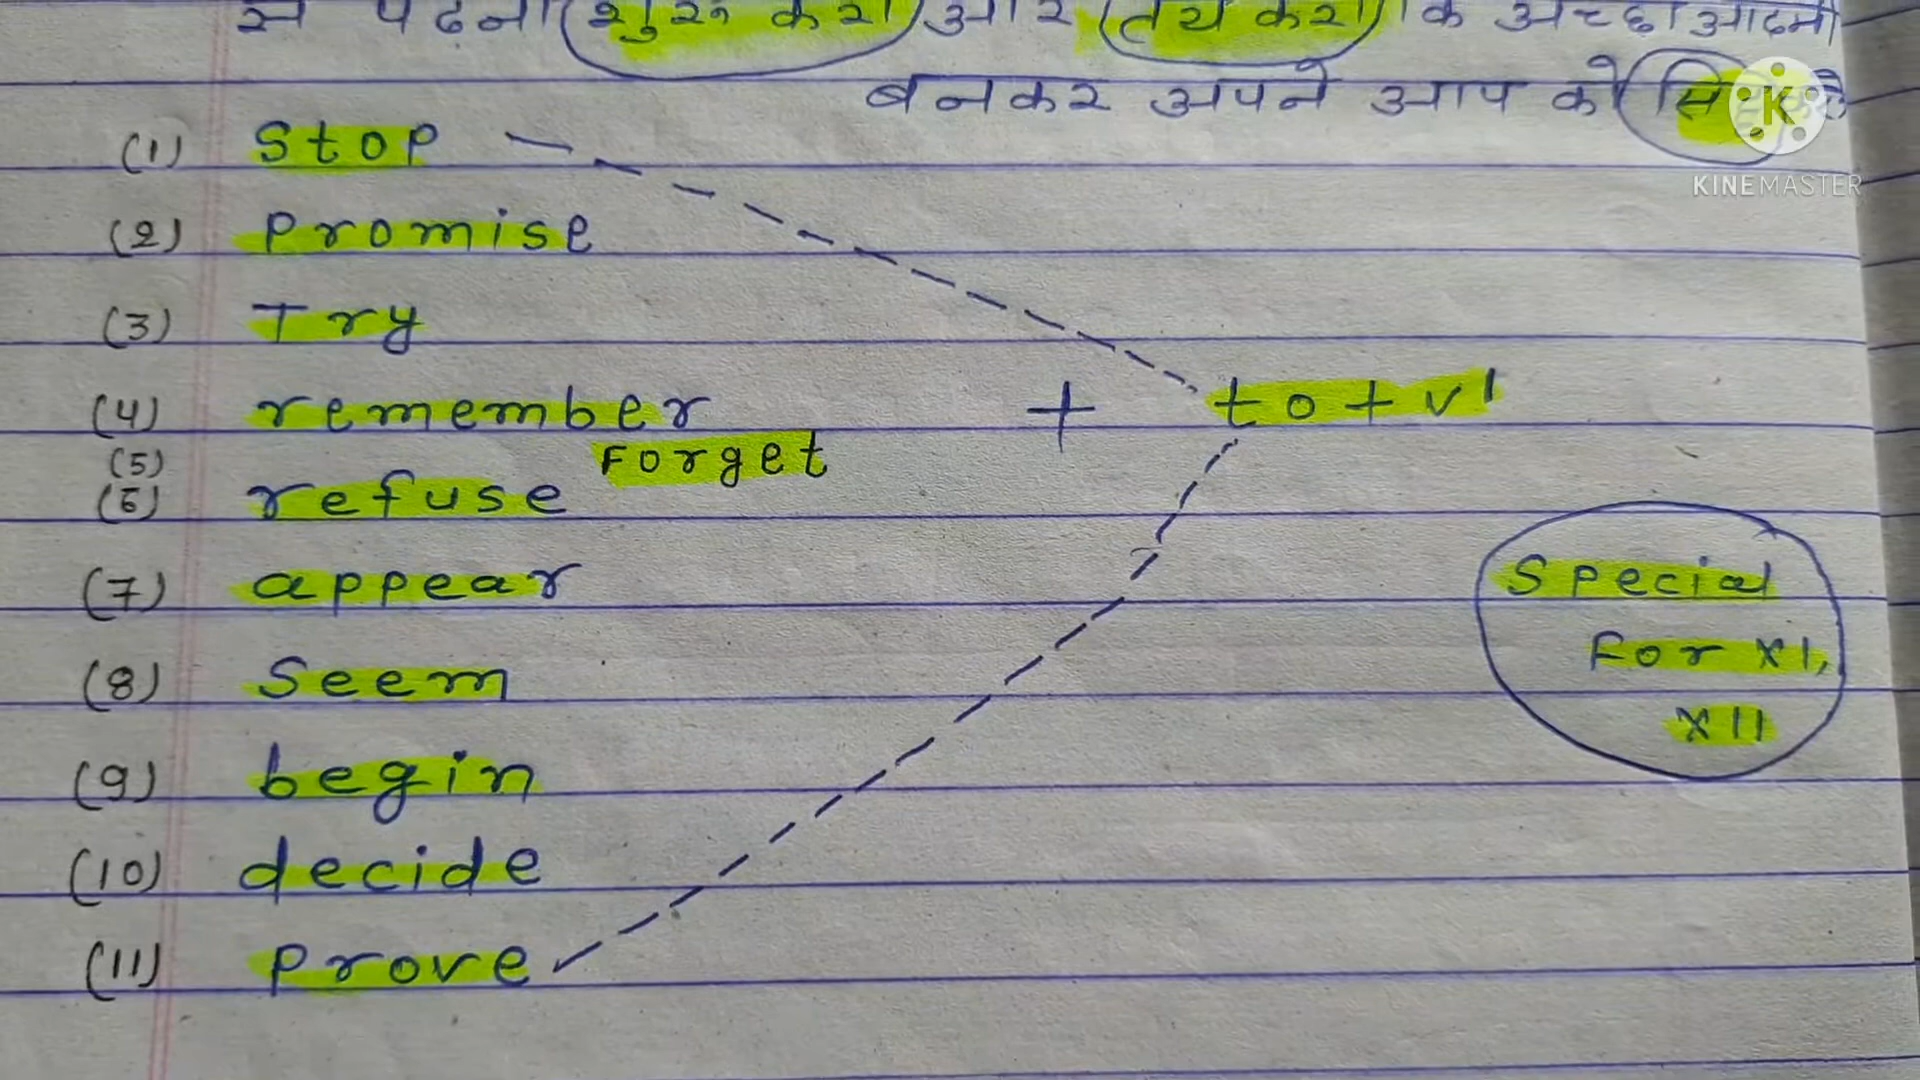 से पढ़ना शुरू करो और तय करो कि अच्छा आदमी
बनकर अपने आप को
(1) Stop
(2) Promise
(3) Try
(4) remember + to + v1
(5) Forget
(6) refuse
(7) appear
(8) Seem
(9) begin
(10) decide
(11) Prove
Special
For XI,
XII
KINEMASTER